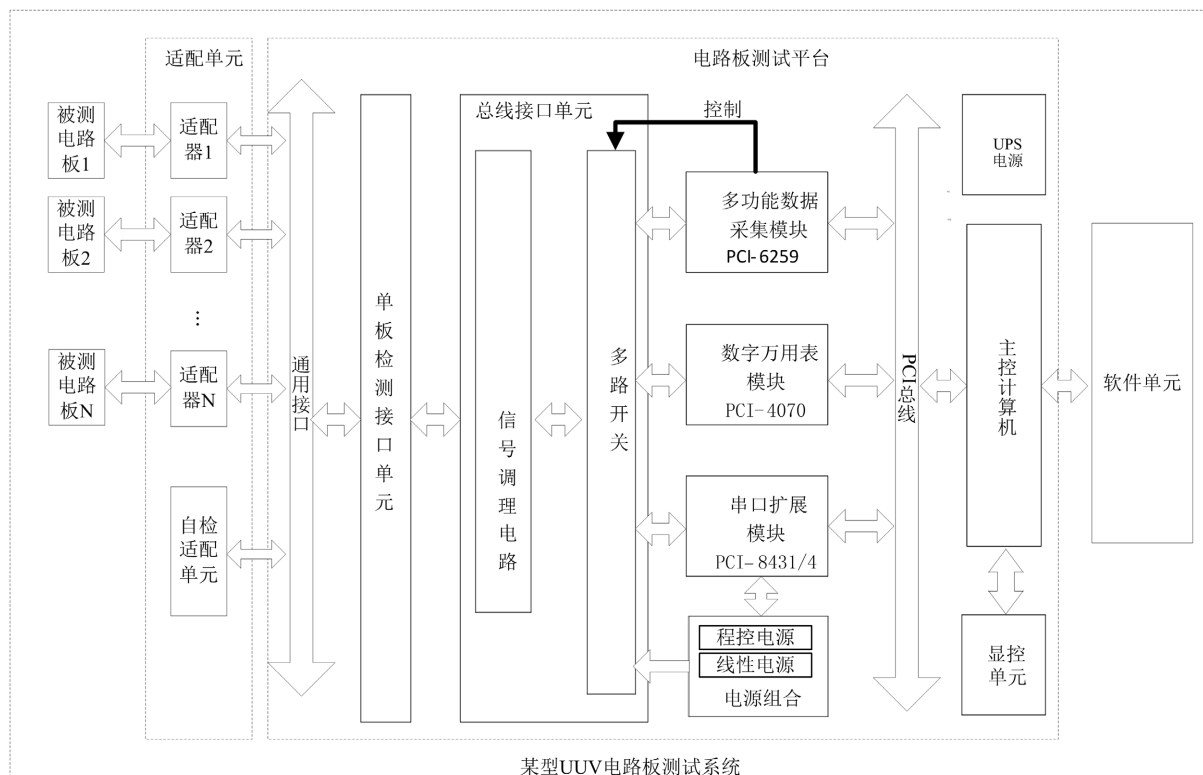 适配单元
电路板测试平台
被测
电路
板1
适配
器1
被测
电路
板2
适配
器2
...
被测
电路
板N
适配
器N
自检
适配
单元
通用接口
单板检测接口单元
总线接口单元
信号调理电路
多路开关
控制
多功能数据
采集模块
PCI-6259
数字万用表
模块
PCI-4070
串口扩展
模块
PCI-8431/4
程控电源
线性电源
电源组合
PCI总线
UPS
电源
主控计算机
显控
单元
软件单元
某型UUV电路板测试系统